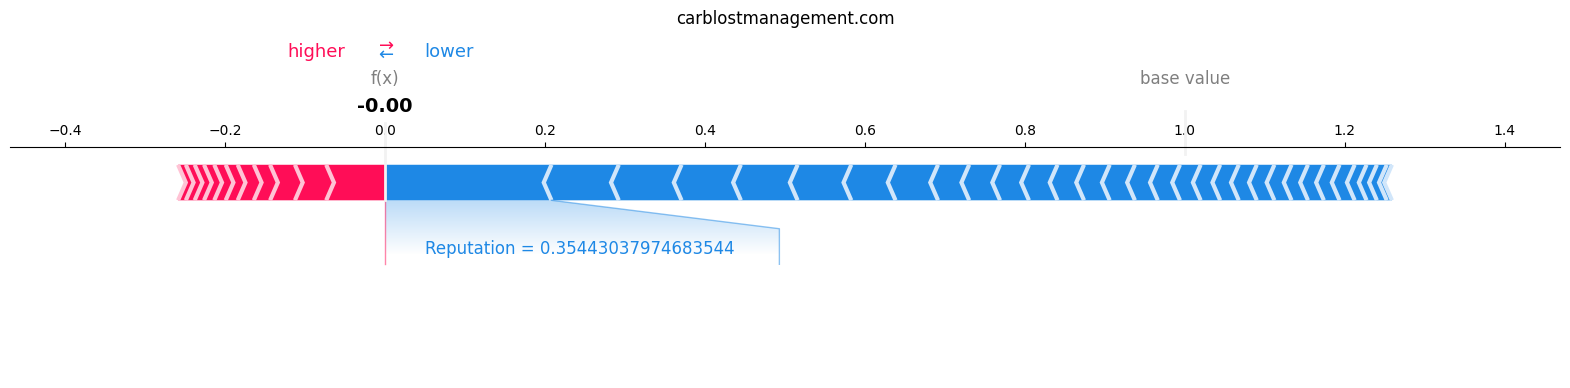 carblostmanagement.com
higher → ← lower
f(x) base value
-0.00
−0.4 −0.2 0.0 0.2 0.4 0.6 0.8 1.0 1.2 1.4
Reputation = 0.35443037974683544